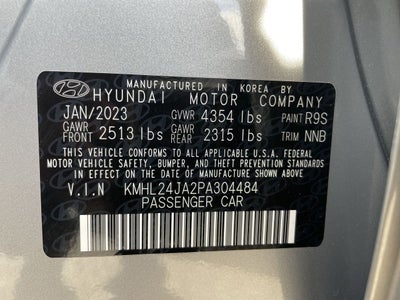 MANUFACTURED IN KOREA BY
HYUNDAI MOTOR COMPANY
JAN/2023 GVWR 4354 lbs PAINT R9S
GAWR FRONT 2513 lbs GAWR REAR 2315 lbs TRIM NNB
THIS VEHICLE CONFORMS TO ALL APPLICABLE U.S.A. FEDERAL
MOTOR VEHICLE SAFETY, BUMPER, AND THEFT PREVENTION STANDARDS
IN EFFECT ON THE DATE OF MANUFACTURE SHOWN ABOVE.
V.I.N KMHL24JA2PA304484
PASSENGER CAR